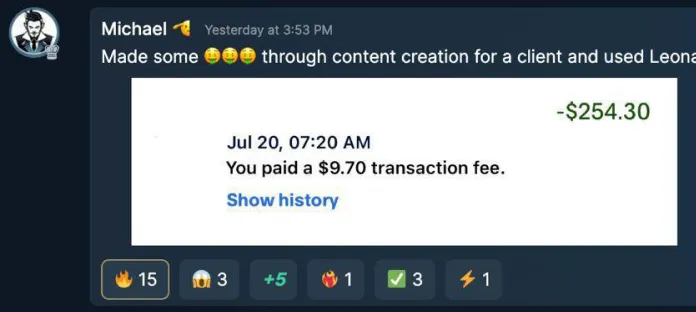 Michael Yesterday at 3:53 PM
Made some 🤑🤑🤑 through content creation for a client and used Leona
-$254.30
Jul 20, 07:20 AM
You paid a $9.70 transaction fee.
Show history
🔥 15 😱 3 +5 1 ✅ 3 ⚡ 1